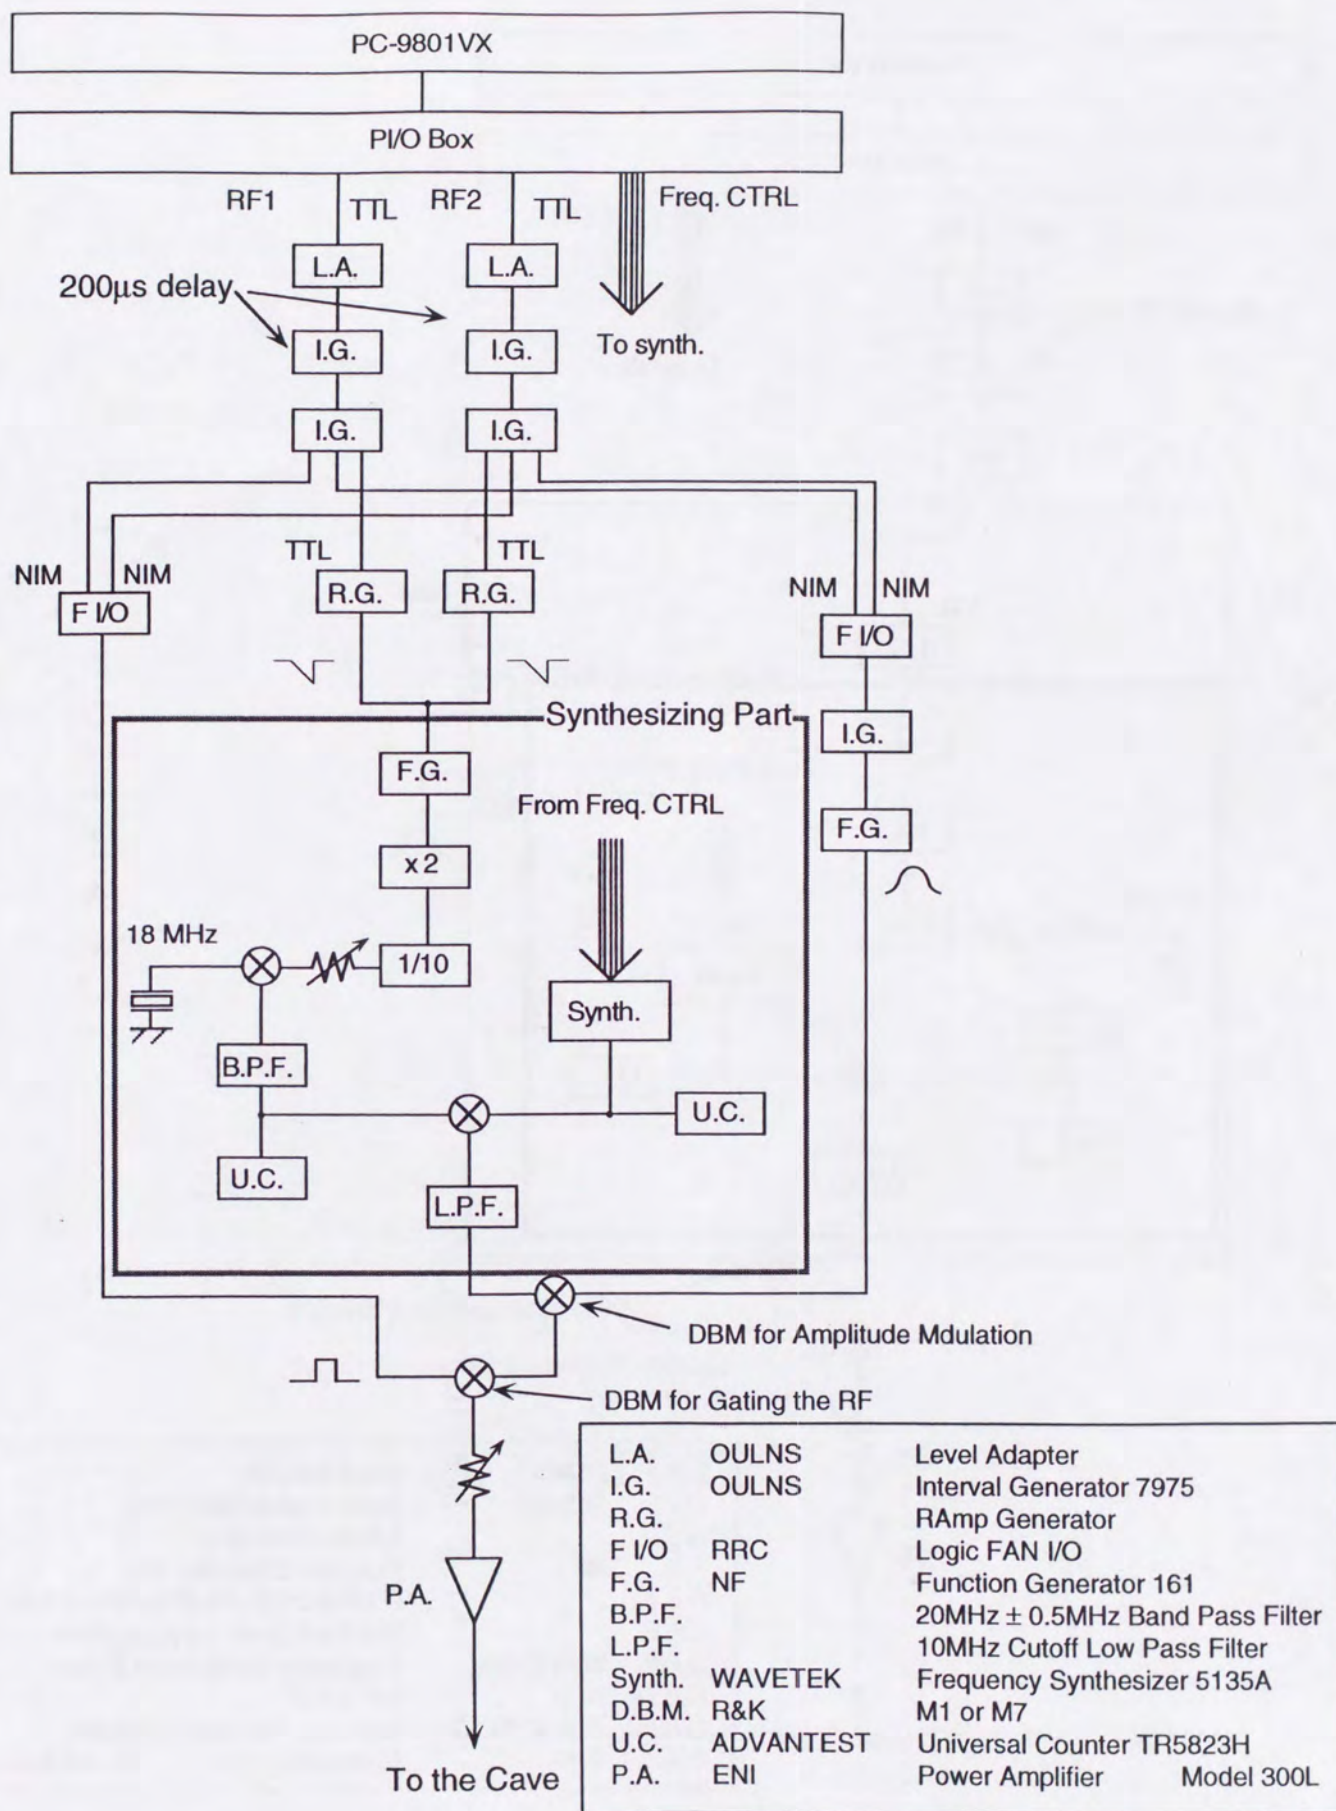 PC-9801VX
PI/O Box
RF1 TTL RF2 TTL Freq. CTRL
L.A. L.A.
200μs delay
I.G. I.G. To synth.
I.G. I.G.
TTL TTL
NIM NIM R.G. R.G. NIM NIM
F I/O F I/O
Synthesizing Part
I.G.
F.G.
From Freq. CTRL
F.G.
x 2
18 MHz
1/10
Synth.
B.P.F.
U.C.
U.C.
L.P.F.
DBM for Amplitude Mdulation
DBM for Gating the RF
P.A.
To the Cave
L.A. OULNS Level Adapter
I.G. OULNS Interval Generator 7975
R.G. RAmp Generator
F I/O RRC Logic FAN I/O
F.G. NF Function Generator 161
B.P.F. 20MHz ± 0.5MHz Band Pass Filter
L.P.F. 10MHz Cutoff Low Pass Filter
Synth. WAVETEK Frequency Synthesizer 5135A
D.B.M. R&K M1 or M7
U.C. ADVANTEST Universal Counter TR5823H
P.A. ENI Power Amplifier Model 300L